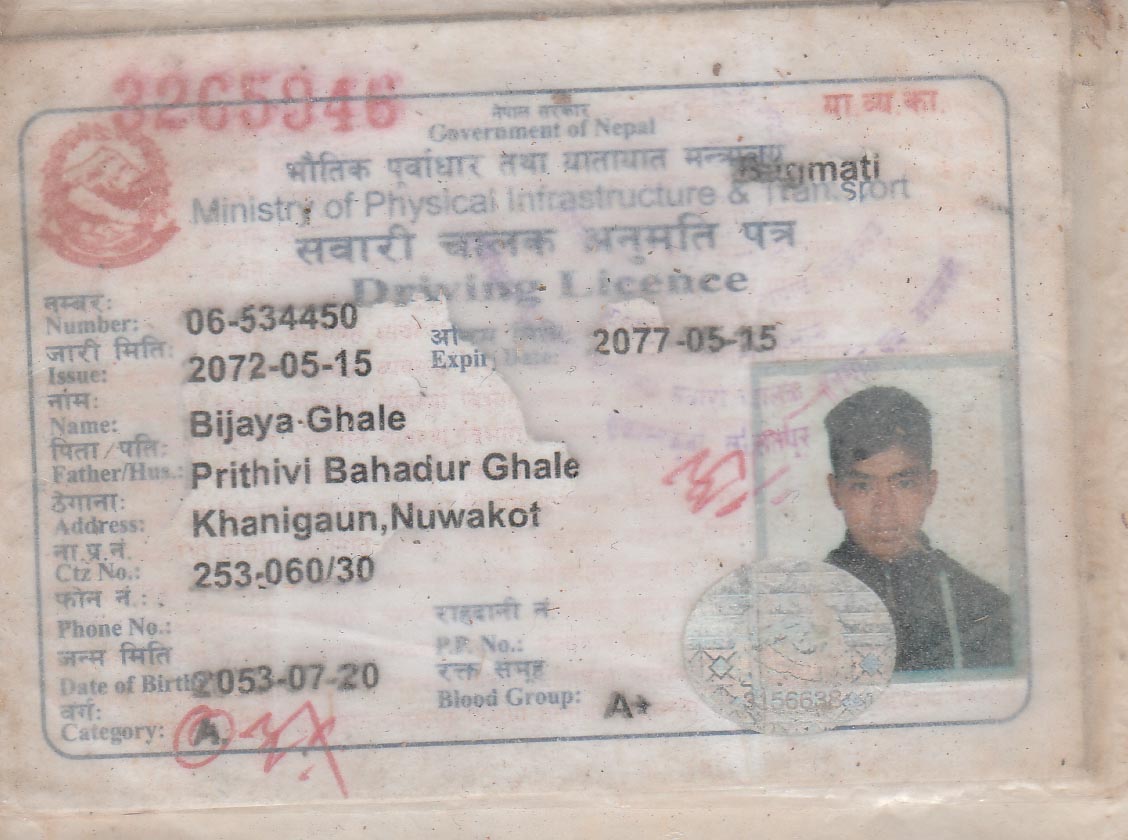 3265946
नेपाल सरकार
Government of Nepal
या.व्य.का.
भौतिक पूर्वाधार तथा यातायात मन्त्रालय
Bagmati
Ministry of Physical Infrastructure & Transport
सवारी चालक अनुमति पत्र
Driving Licence
नम्बर:
Number: 06-534450
जारी मिति:
Issue: 2072-05-15
Expiry Date: 2077-05-15
नाम:
Name: Bijaya Ghale
पिता/पति:
Father/Hus.: Prithivi Bahadur Ghale
ठेगाना:
Address: Khanigaun,Nuwakot
ना.प्र.नं.
Ctz No.: 253-060/30
फोन नं.:
Phone No.:
राहदानी नं.
P.P. No.:
जन्म मिति
Date of Birth 2053-07-20
रक्त समूह
Blood Group: A+
वर्ग:
Category: A